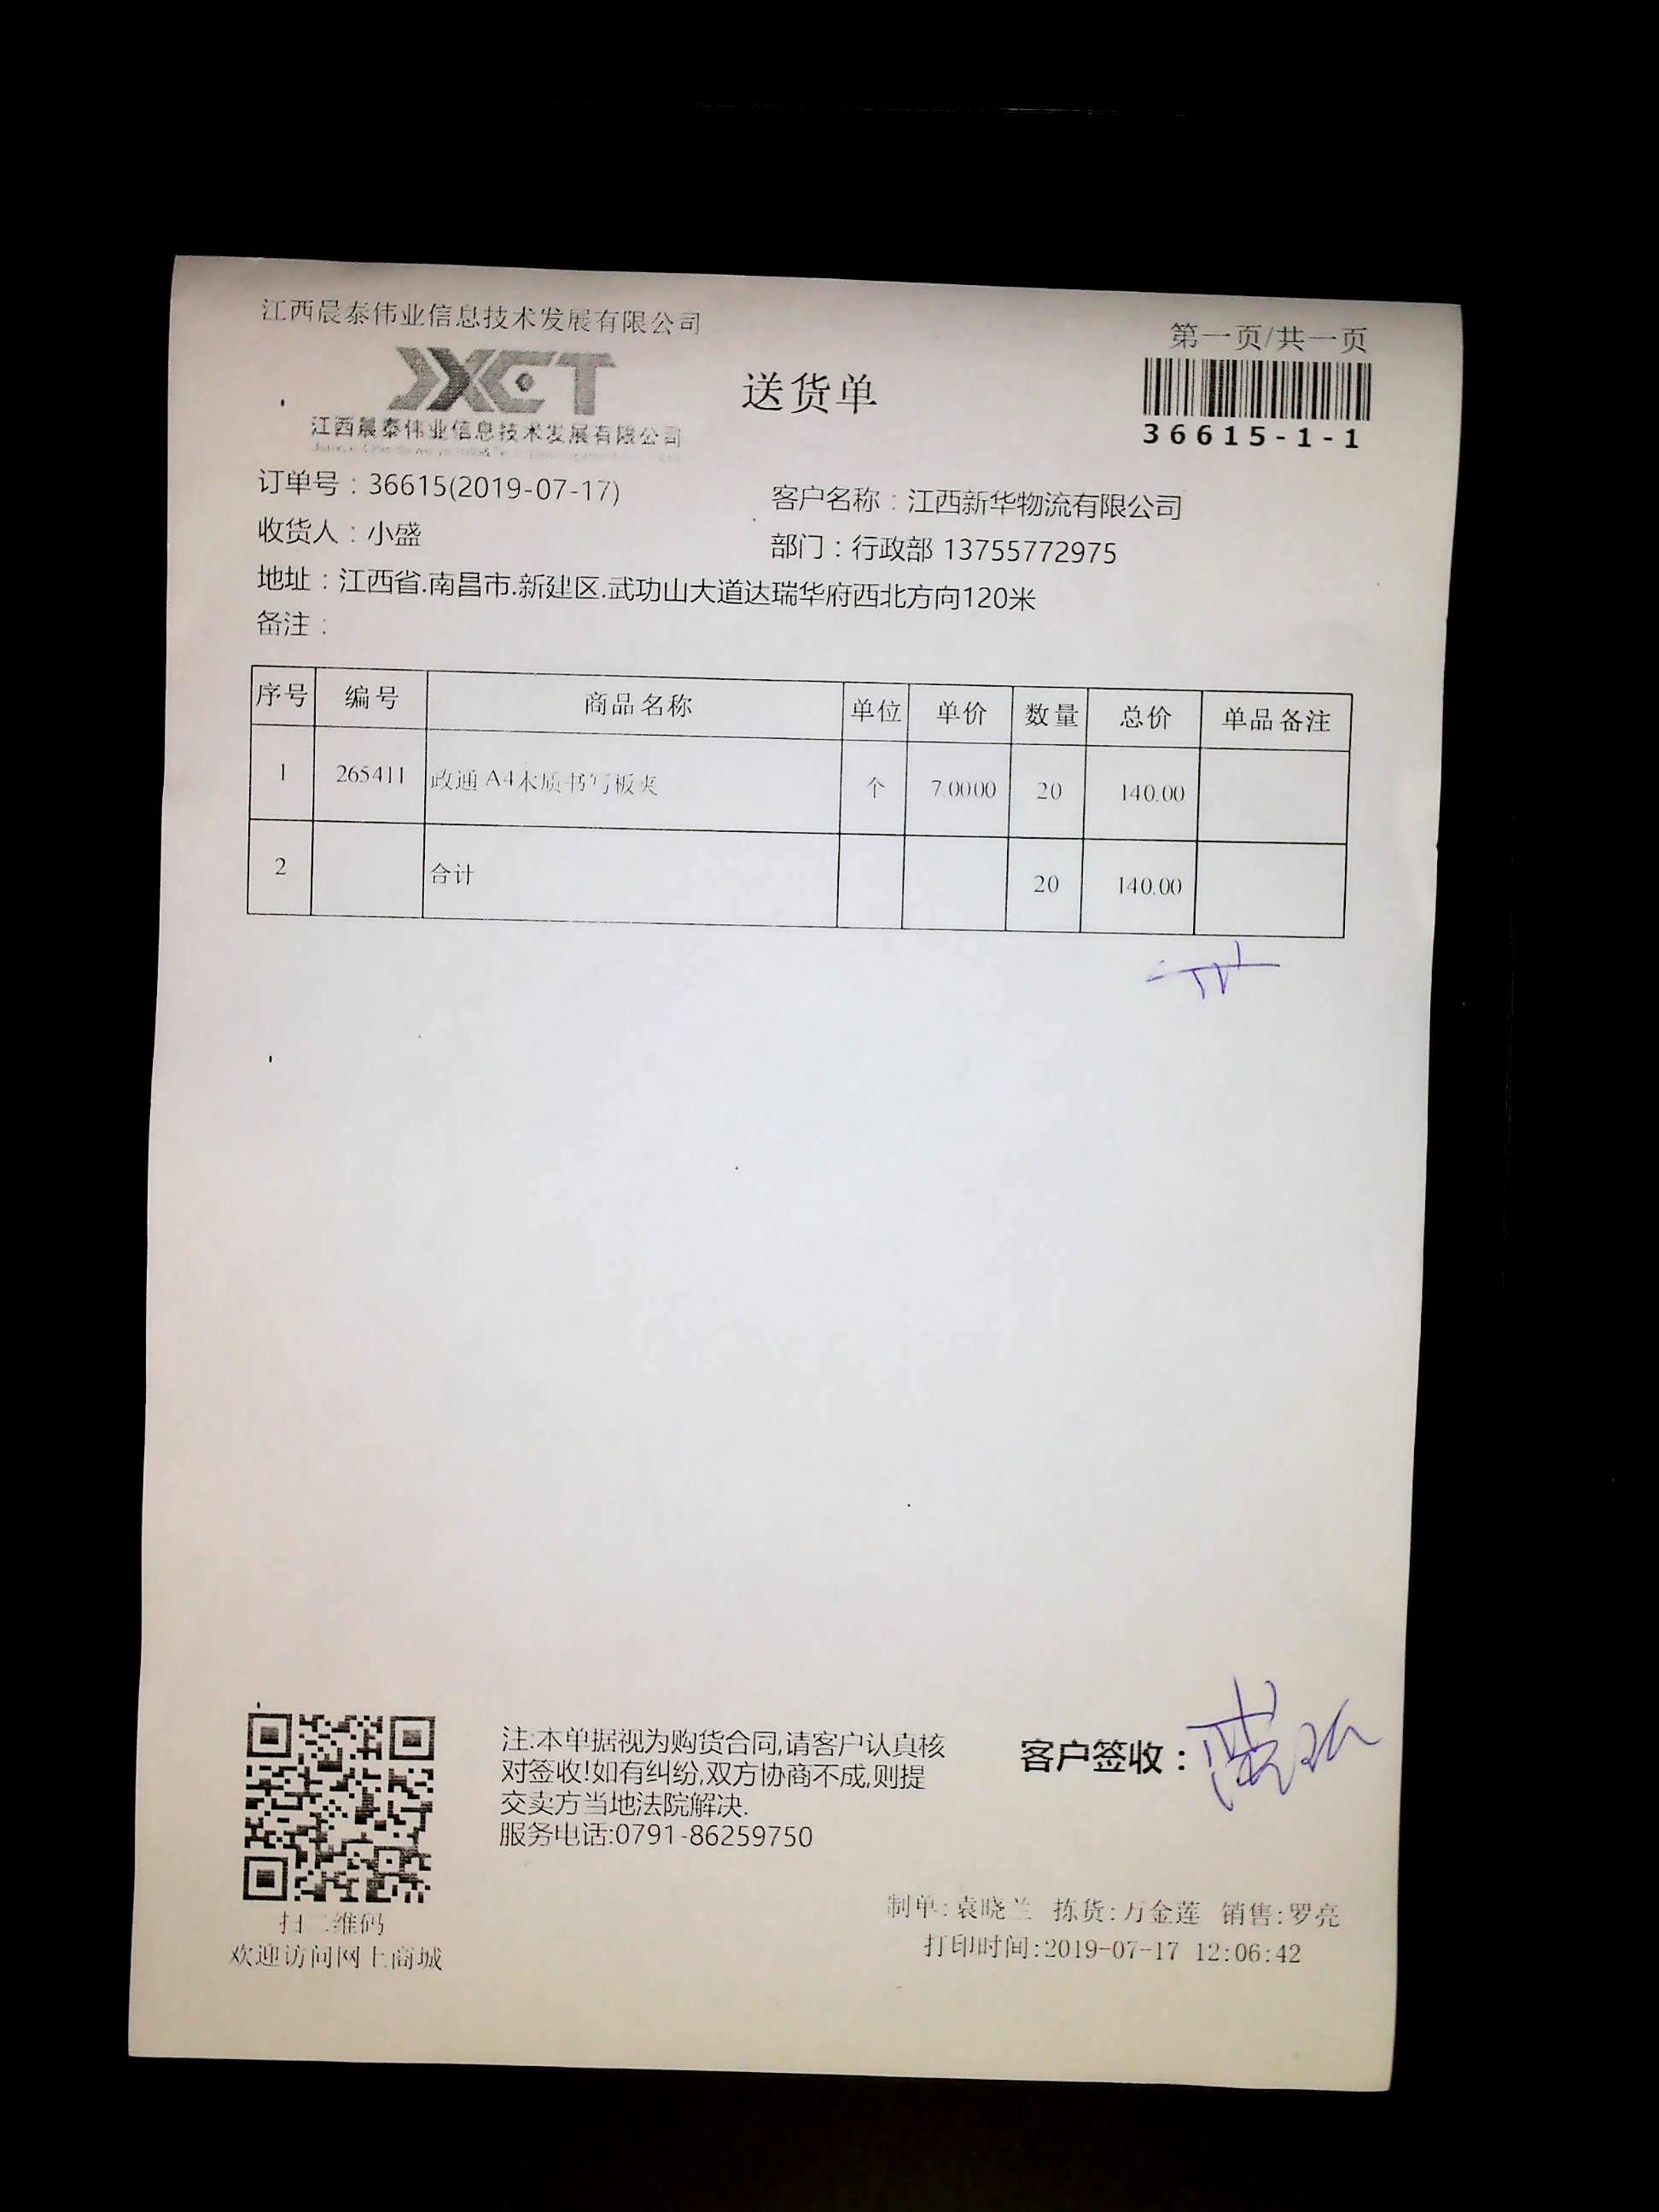 江西晨泰伟业信息技术发展有限公司
第一页/共一页
JXCT
送货单
江西晨泰伟业信息技术发展有限公司
36615-1-1
订单号：36615(2019-07-17)
客户名称：江西新华物流有限公司
收货人：小盛
部门：行政部 13755772975
地址：江西省.南昌市.新建区.武功山大道达瑞华府西北方向120米
备注：
序号 编号 商品名称 单位 单价 数量 总价 单品备注
1 265411 政通 A4木质书写板夹 个 7.0000 20 140.00
2 合计 20 140.00
注:本单据视为购货合同,请客户认真核
对签收!如有纠纷,双方协商不成,则提
交卖方当地法院解决.
服务电话:0791-86259750
客户签收：
扫二维码
欢迎访问网上商城
制单:袁晓兰 拣货:万金莲 销售:罗亮
打印时间:2019-07-17 12:06:42